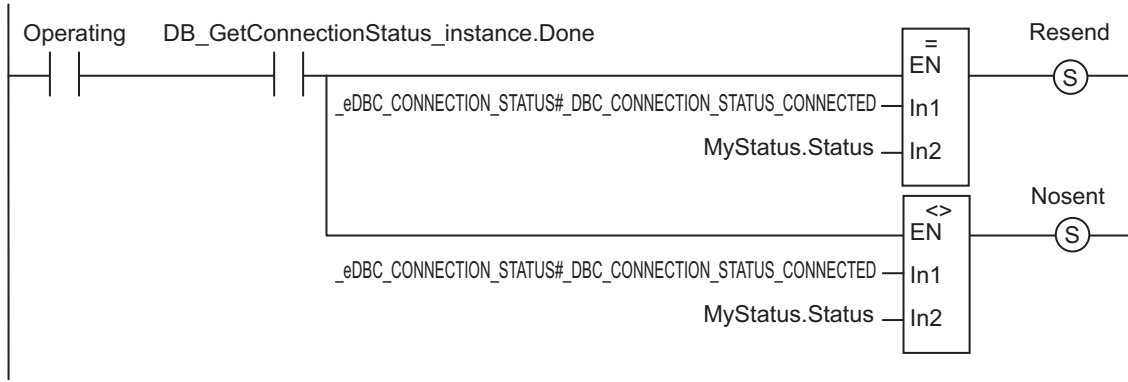 Operating DB_GetConnectionStatus_instance.Done = Resend
EN S
_eDBC_CONNECTION_STATUS#_DBC_CONNECTION_STATUS_CONNECTED In1
MyStatus.Status In2
<> Nosent
EN S
_eDBC_CONNECTION_STATUS#_DBC_CONNECTION_STATUS_CONNECTED In1
MyStatus.Status In2